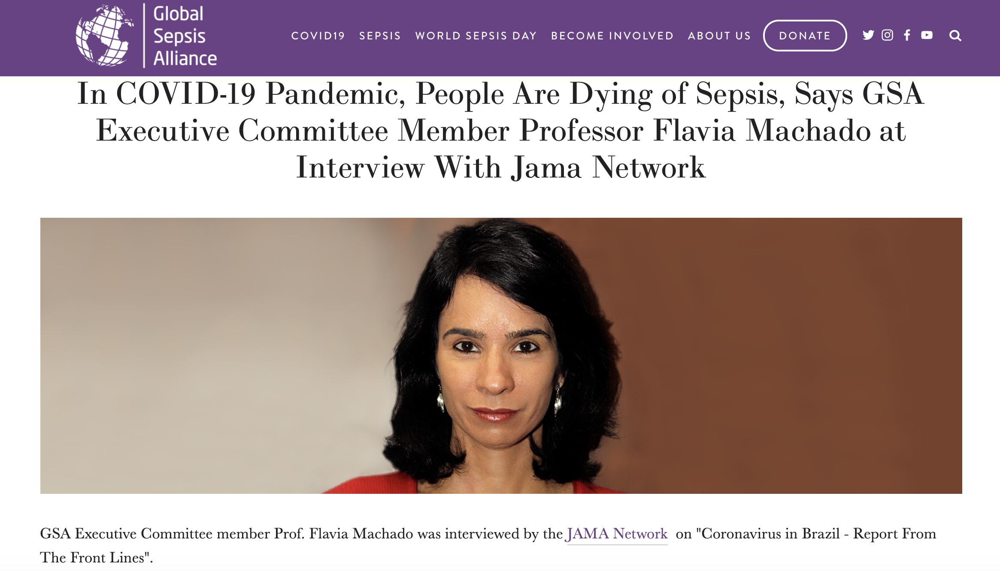 Global
Sepsis
Alliance
COVID19 SEPSIS WORLD SEPSIS DAY BECOME INVOLVED ABOUT US DONATE
In COVID-19 Pandemic, People Are Dying of Sepsis, Says GSA
Executive Committee Member Professor Flavia Machado at
Interview With Jama Network
GSA Executive Committee member Prof. Flavia Machado was interviewed by the JAMA Network on "Coronavirus in Brazil - Report From
The Front Lines".